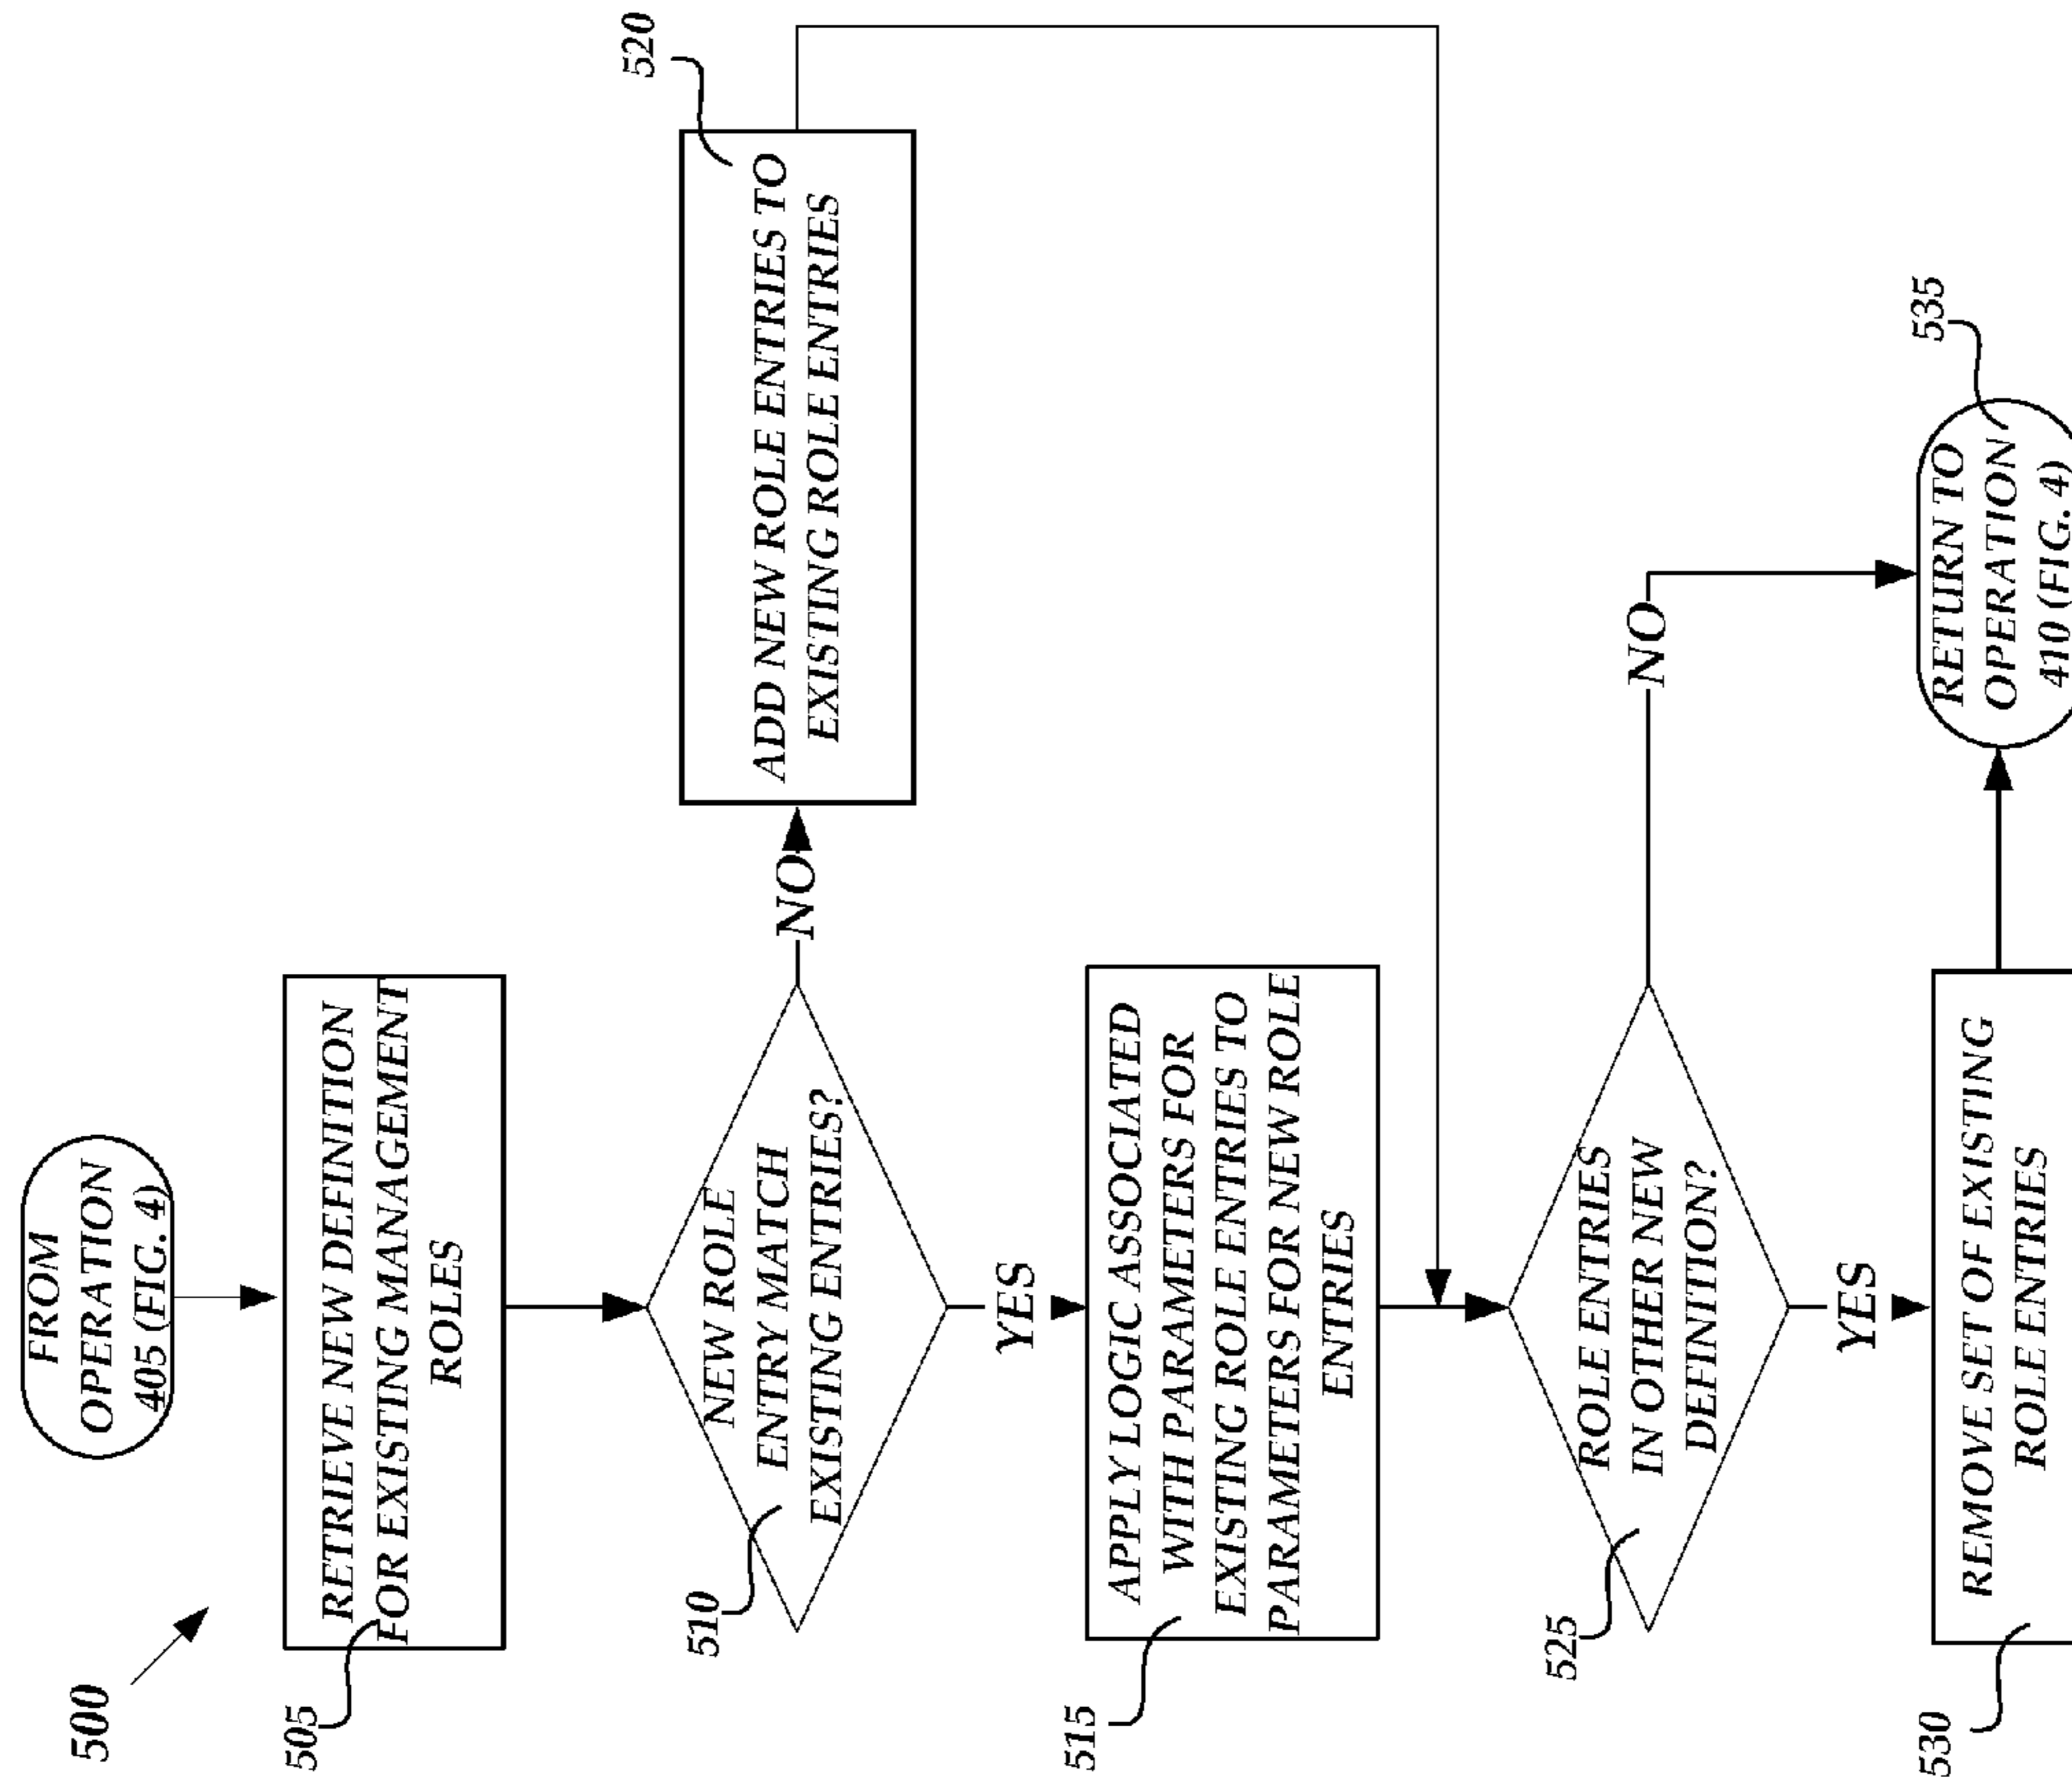 500
FROM
OPERATION
405 (FIG. 4)
505
RETRIEVE NEW DEFINITION
FOR EXISTING MANAGEMENT
ROLES
510
NEW ROLE
ENTRY MATCH
EXISTING ENTRIES?
NO
520
ADD NEW ROLE ENTRIES TO
EXISTING ROLE ENTRIES
YES
515
APPLY LOGIC ASSOCIATED
WITH PARAMETERS FOR
EXISTING ROLE ENTRIES TO
PARAMETERS FOR NEW ROLE
ENTRIES
525
ROLE ENTRIES
IN OTHER NEW
DEFINITION?
NO
YES
530
REMOVE SET OF EXISTING
ROLE ENTRIES
535
RETURN TO
OPERATION
410 (FIG. 4)